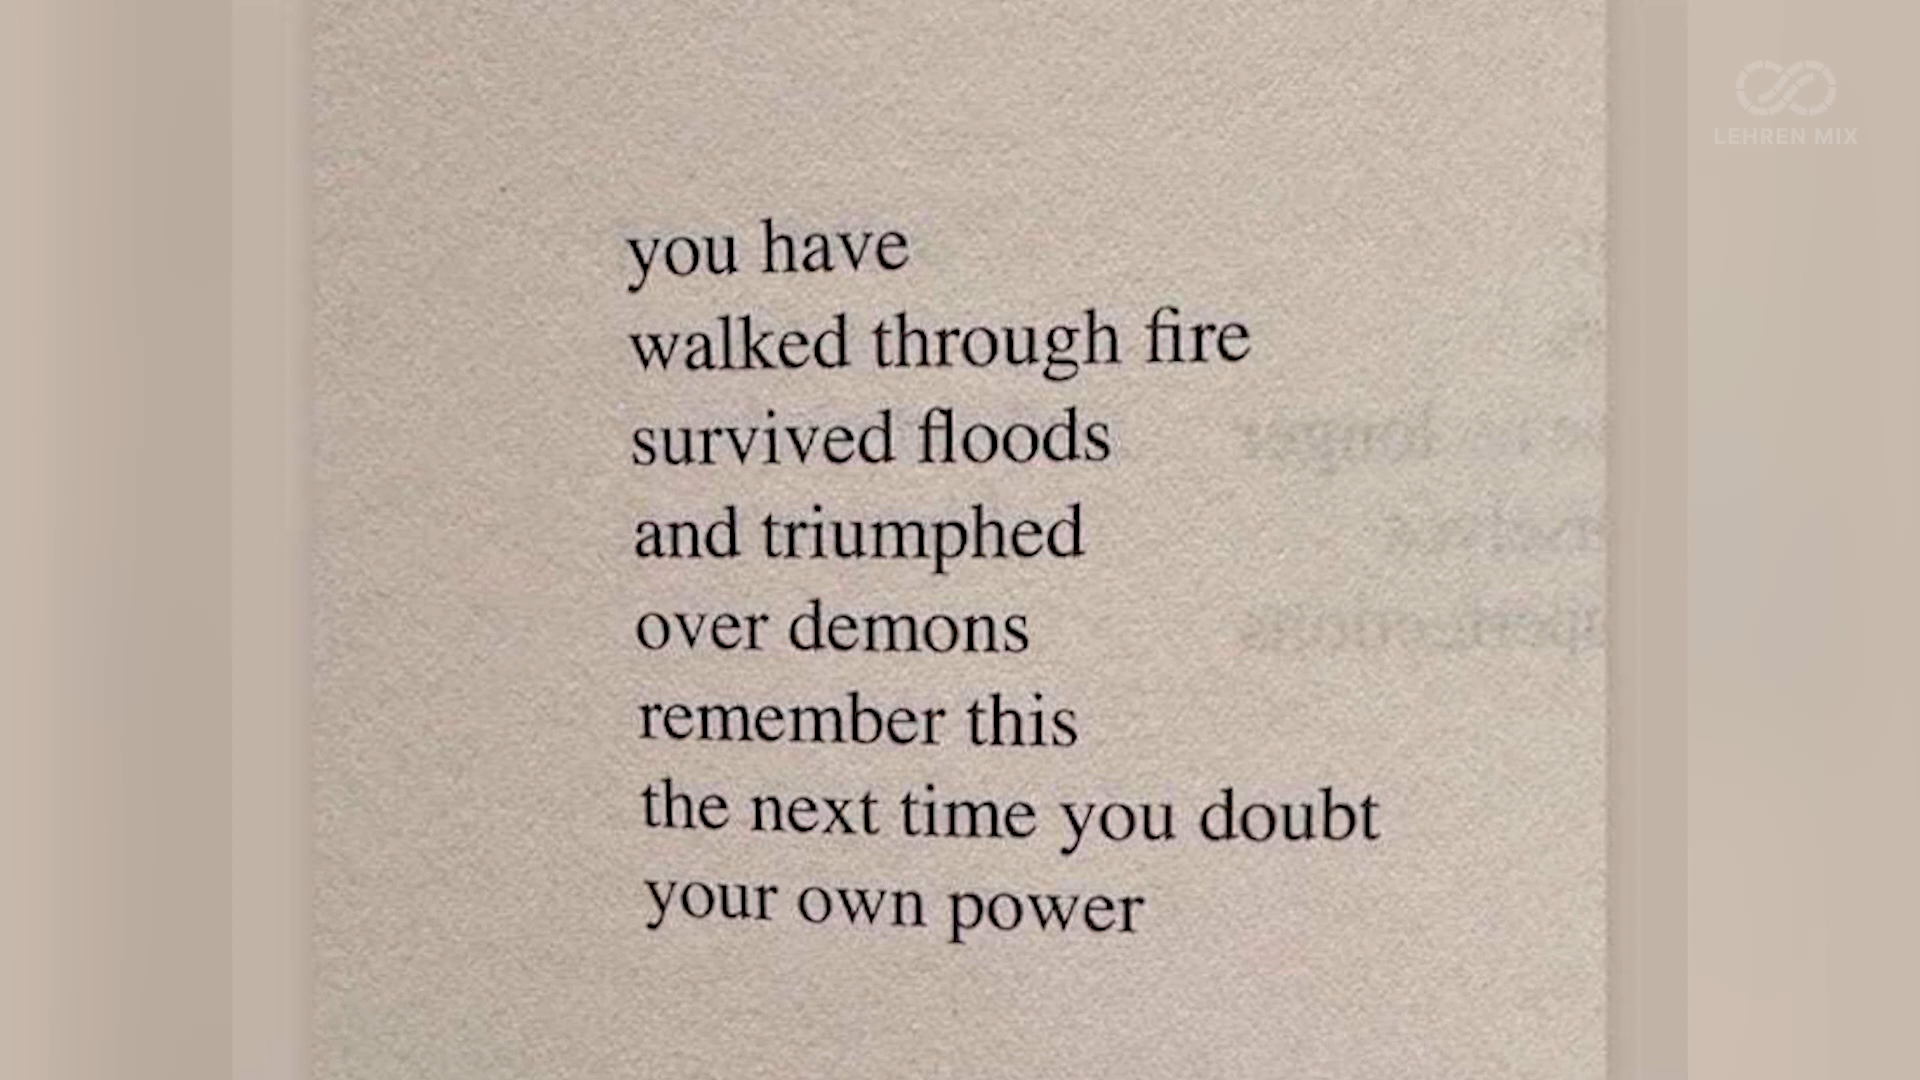 LEHREN MIX
you have
walked through fire
survived floods
and triumphed
over demons
remember this
the next time you doubt
your own power